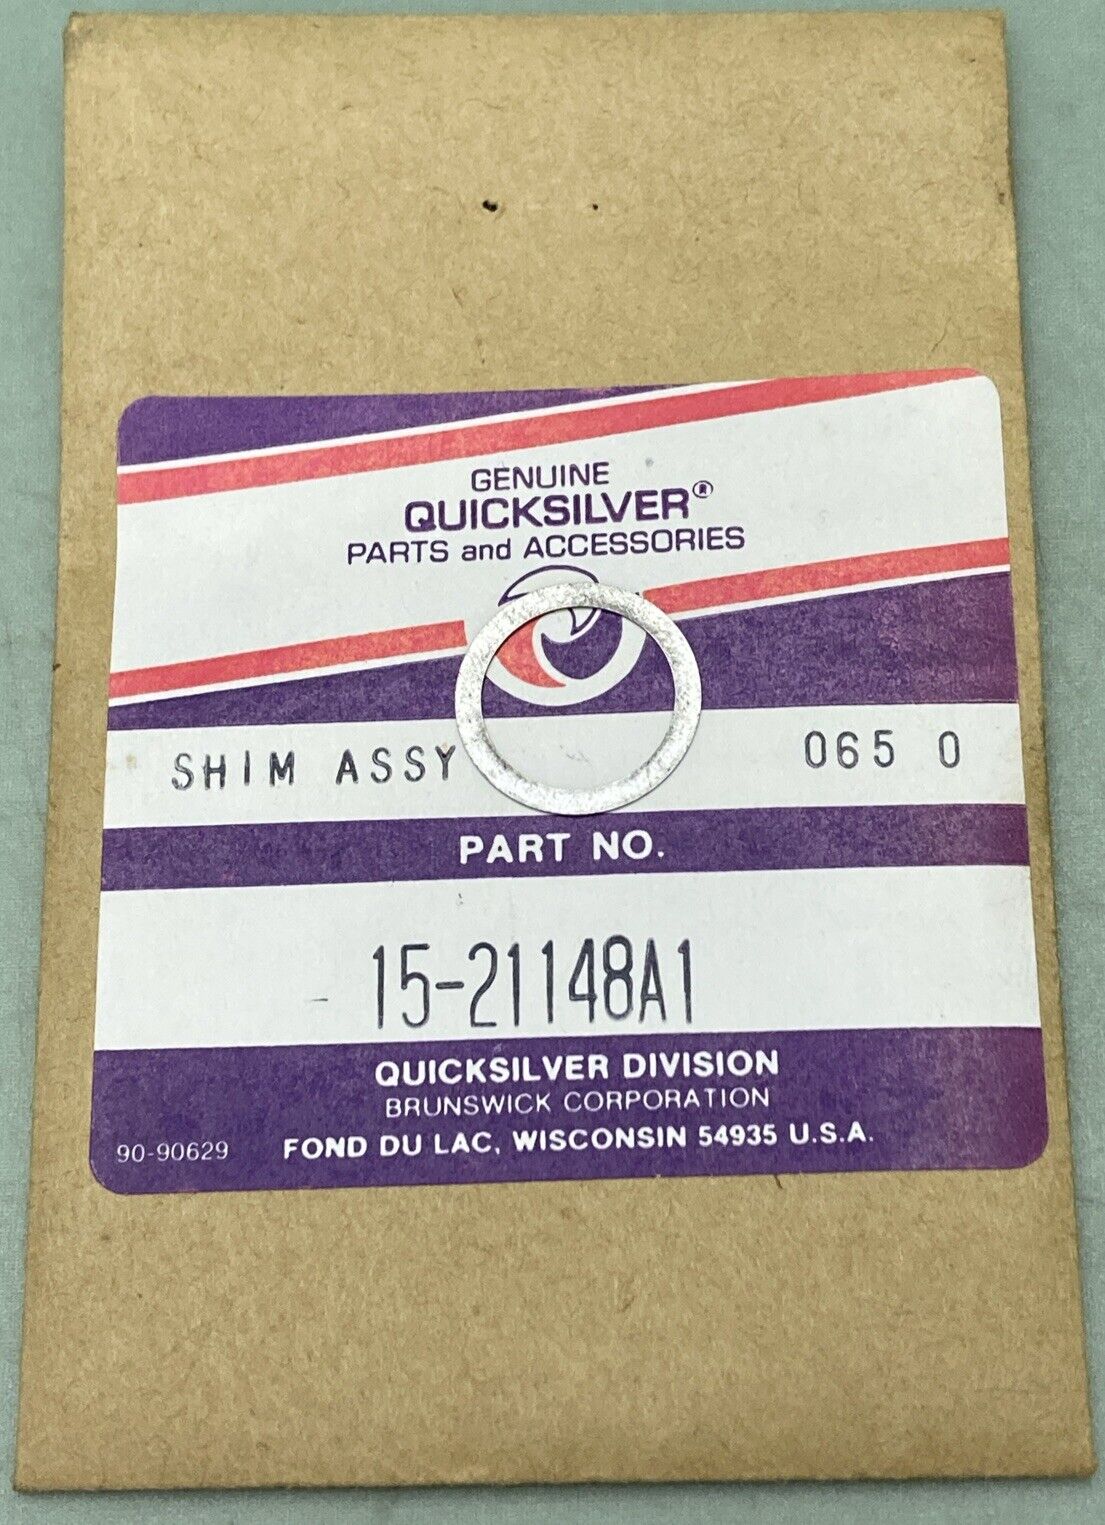 GENUINE
QUICKSILVER®
PARTS and ACCESSORIES
SHIM ASSY 065 0
PART NO.
15-21148A1
QUICKSILVER DIVISION
BRUNSWICK CORPORATION
90-90629 FOND DU LAC, WISCONSIN 54935 U.S.A.